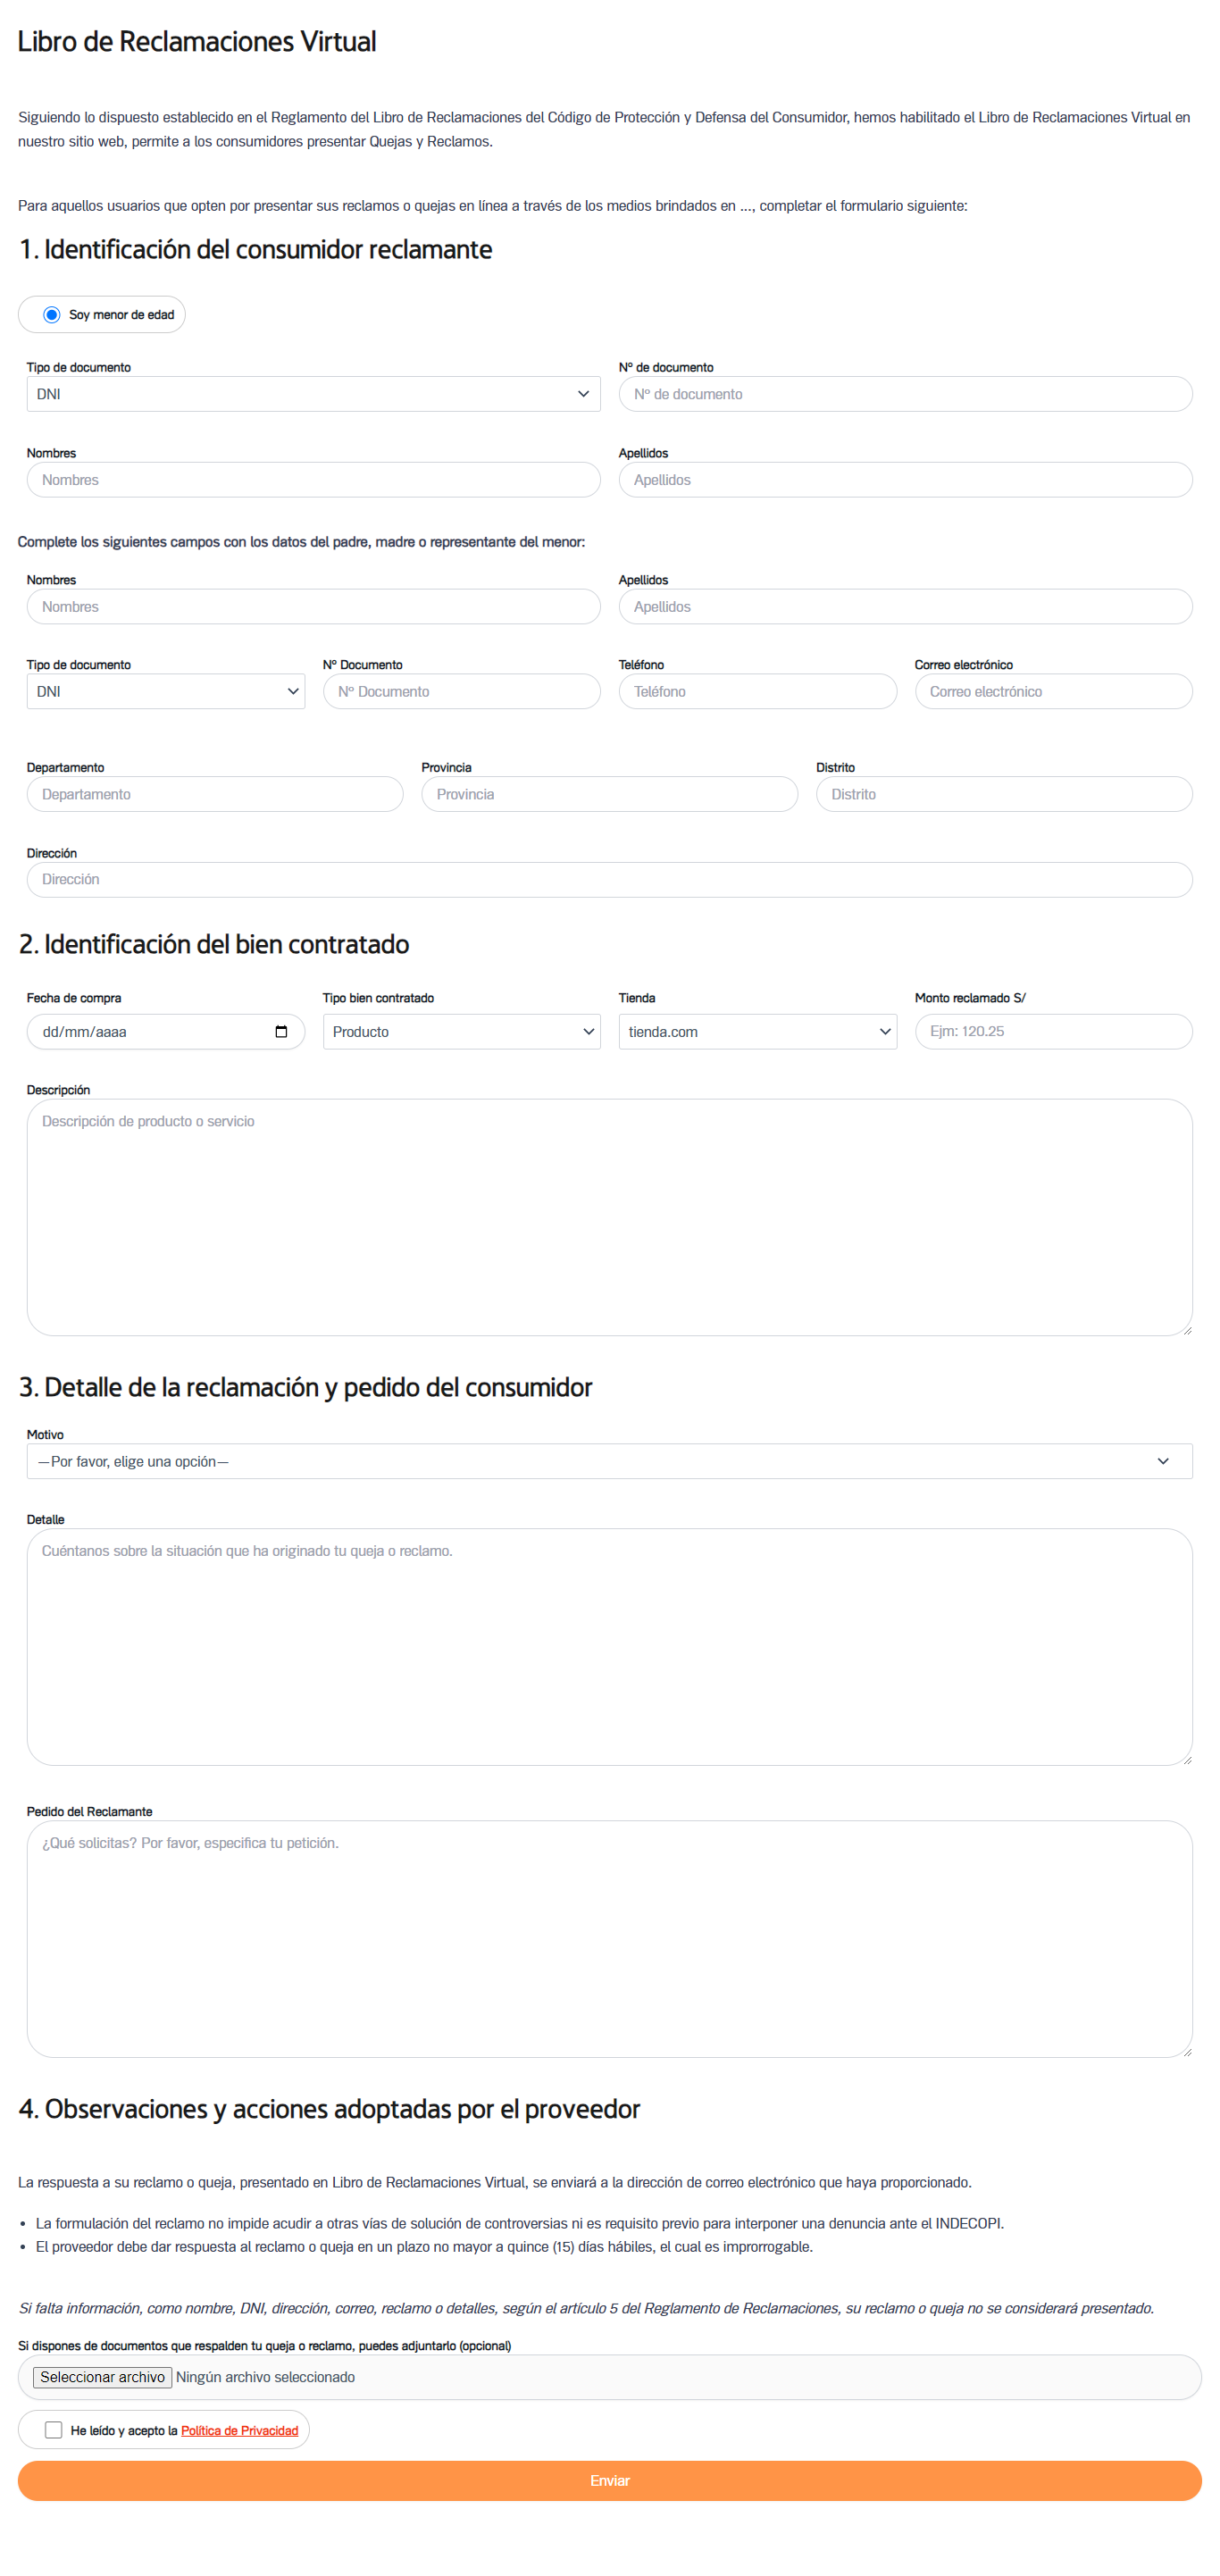 Libro de Reclamaciones Virtual
Siguiendo lo dispuesto establecido en el Reglamento del Libro de Reclamaciones del Código de Protección y Defensa del Consumidor, hemos habilitado el Libro de Reclamaciones Virtual en
nuestro sitio web, permite a los consumidores presentar Quejas y Reclamos.
Para aquellos usuarios que opten por presentar sus reclamos o quejas en línea a través de los medios brindados en ..., completar el formulario siguiente:
1. Identificación del consumidor reclamante
Soy menor de edad
Tipo de documento Nº de documento
DNI Nº de documento
Nombres Apellidos
Nombres Apellidos
Complete los siguientes campos con los datos del padre, madre o representante del menor:
Nombres Apellidos
Nombres Apellidos
Tipo de documento Nº Documento Teléfono Correo electrónico
DNI Nº Documento Teléfono Correo electrónico
Departamento Provincia Distrito
Departamento Provincia Distrito
Dirección
Dirección
2. Identificación del bien contratado
Fecha de compra Tipo bien contratado Tienda Monto reclamado S/
dd/mm/aaaa Producto tienda.com Ejm: 120.25
Descripción
Descripción de producto o servicio
3. Detalle de la reclamación y pedido del consumidor
Motivo
—Por favor, elige una opción—
Detalle
Cuéntanos sobre la situación que ha originado tu queja o reclamo.
Pedido del Reclamante
¿Qué solicitas? Por favor, especifica tu petición.
4. Observaciones y acciones adoptadas por el proveedor
La respuesta a su reclamo o queja, presentado en Libro de Reclamaciones Virtual, se enviará a la dirección de correo electrónico que haya proporcionado.
• La formulación del reclamo no impide acudir a otras vías de solución de controversias ni es requisito previo para interponer una denuncia ante el INDECOPI.
• El proveedor debe dar respuesta al reclamo o queja en un plazo no mayor a quince (15) días hábiles, el cual es improrrogable.
Si falta información, como nombre, DNI, dirección, correo, reclamo o detalles, según el artículo 5 del Reglamento de Reclamaciones, su reclamo o queja no se considerará presentado.
Si dispones de documentos que respalden tu queja o reclamo, puedes adjuntarlo (opcional)
Seleccionar archivo Ningún archivo seleccionado
He leído y acepto la Política de Privacidad
Enviar